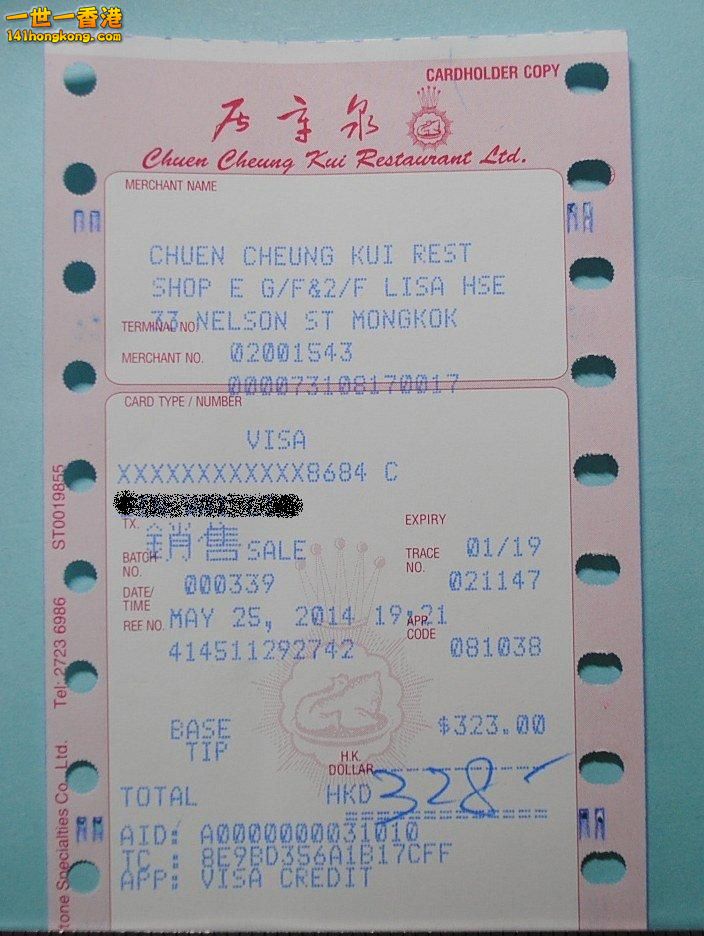 一世一香港
141hongkong.com
CARDHOLDER COPY
居章泉
Chuen Cheung Kui Restaurant Ltd.
MERCHANT NAME
CHUEN CHEUNG KUI REST
SHOP E G/F&2/F LISA HSE
33 NELSON ST MONGKOK
TERMINAL NO.
02001543
MERCHANT NO.
000073108170017
CARD TYPE / NUMBER
VISA
XXXXXXXXXXXX8684 C
TX.
銷售 SALE
EXPIRY
01/19
BATCH NO.
000339
TRACE NO.
021147
DATE/ TIME
MAY 25, 2014 19:21
REF NO.
414511292742
APP. CODE
081038
BASE $323.00
TIP
H.K. DOLLAR
TOTAL HKD 328
AID: A0000000031010
TC : 8E9BD356A1B17CFF
APP: VISA CREDIT
tone Specialties Co., Ltd. Tel: 2723 6986 ST0019855